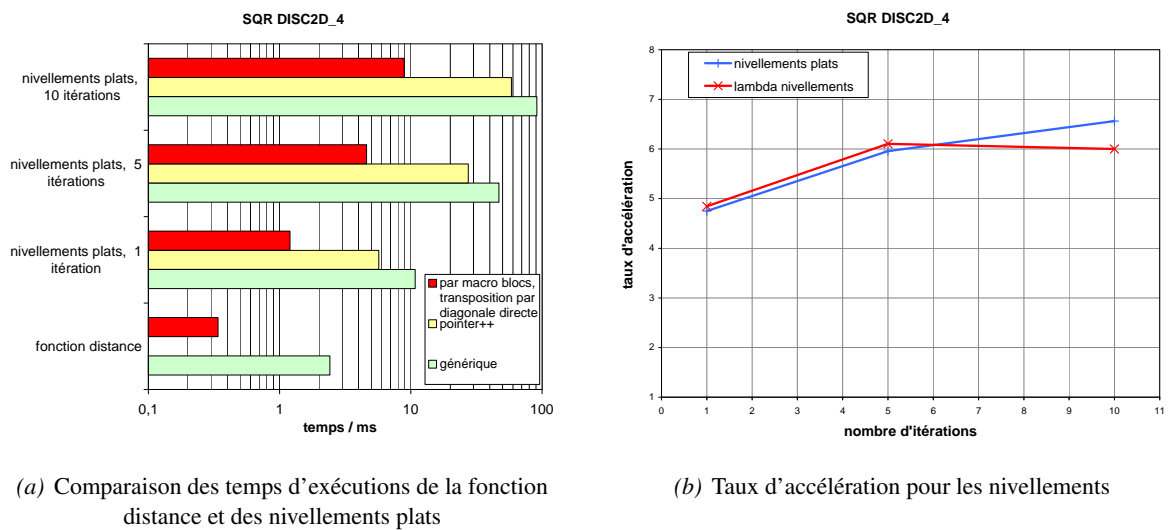 SQR DISC2D_4
nivellements plats,
10 itérations
nivellements plats, 5
itérations
nivellements plats, 1
itération
fonction distance
par macro blocs,
transposition par
diagonale directe
pointer++
générique
0,1
1
10
100
temps / ms
SQR DISC2D_4
nivellements plats
lambda nivellements
taux d'accélération
8
7
6
5
4
3
2
1
0
1
2
3
4
5
6
7
8
9
10
11
nombre d'itérations
(a) Comparaison des temps d'exécutions de la fonction
distance et des nivellements plats
(b) Taux d'accélération pour les nivellements